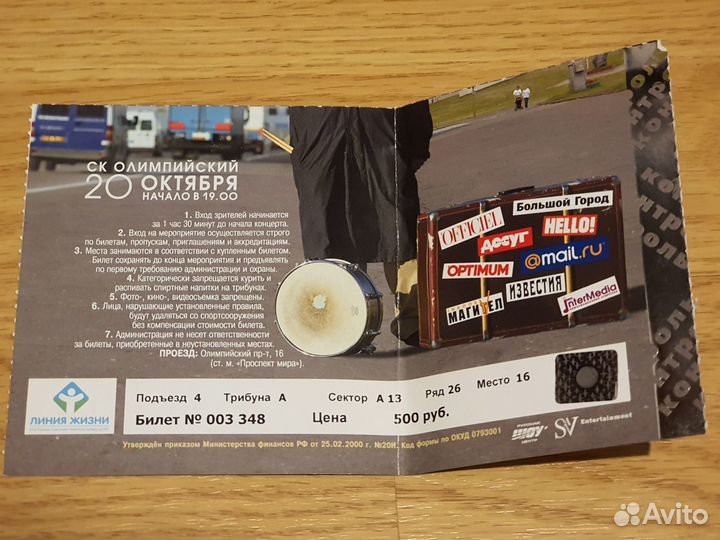 СК ОЛИМПИЙСКИЙ
20 ОКТЯБРЯ
НАЧАЛО В 19.00
1. Вход зрителей начинается
за 1 час 30 минут до начала концерта.
2. Вход на мероприятие осуществляется строго
по билетам, пропускам, приглашениям и аккредитациям.
3. Места занимаются в соответствии с купленным билетом.
Билет сохранять до конца мероприятия и предъявлять
по первому требованию администрации и охраны.
4. Категорически запрещается курить и
распивать спиртные напитки на трибунах.
5. Фото-, кино-, видеосъемка запрещены.
6. Лица, нарушающие установленные правила,
будут удаляться из спортсооружения
без компенсации стоимости билета.
7. Администрация не несет ответственности
за билеты, приобретенные в неустановленных местах.
ПРОЕЗД: Олимпийский пр-т, 16
(ст. м. «Проспект мира»).
L'OFFICIEL
Большой Город
Досуг
HELLO!
OPTIMUM
@mail.ru
МАГИТЕЛ
ИЗВЕСТИЯ
InterMedia
ЛИНИЯ ЖИЗНИ
Подъезд 4 Трибуна А Сектор А 13 Ряд 26 Место 16
Билет № 003 348 Цена 500 руб.
Утверждён приказом Министерства финансов РФ от 25.02.2000 г. №20Н. Код формы по ОКУД 0793001
ШОУ
SAV Entertainment
контроль
Avito